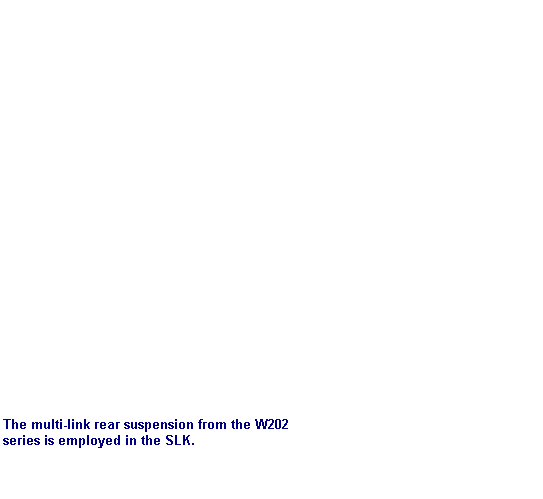 The multi-link rear suspension from the W202
series is employed in the SLK.